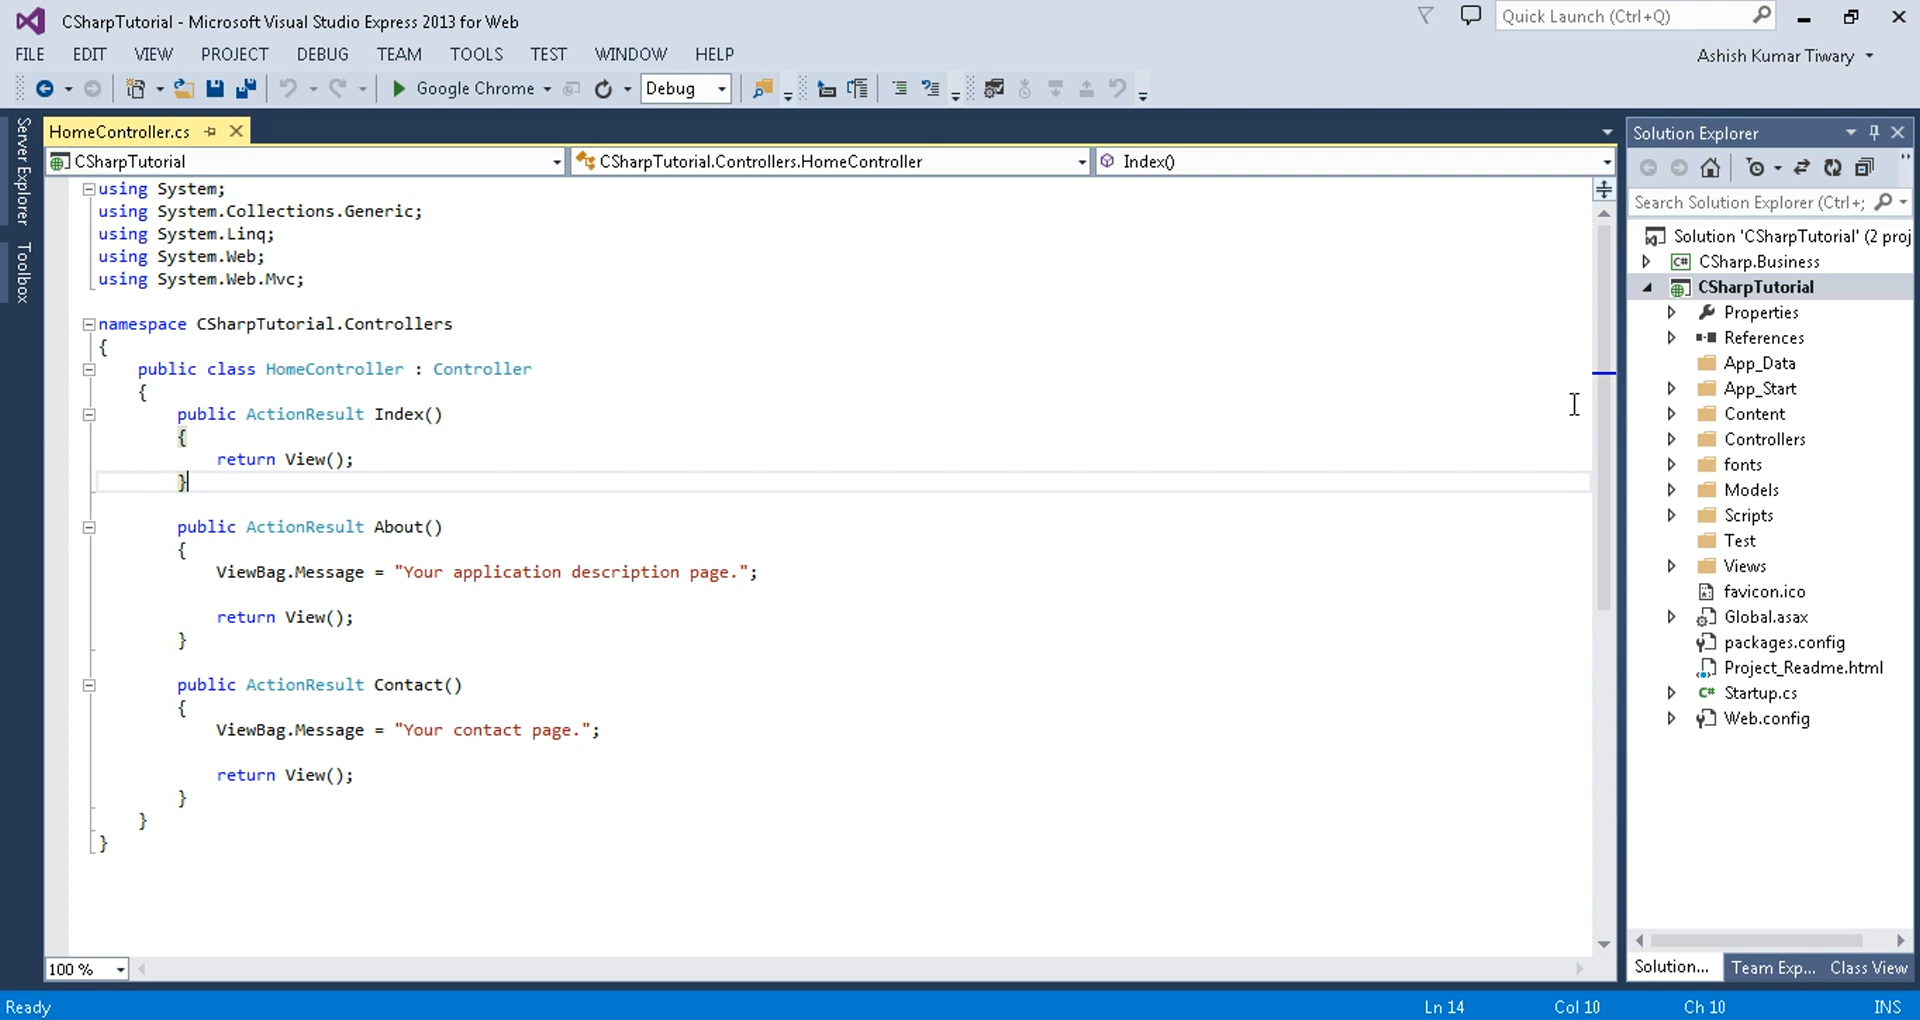 CSharpTutorial - Microsoft Visual Studio Express 2013 for Web
Quick Launch (Ctrl+Q)
FILE EDIT VIEW PROJECT DEBUG TEAM TOOLS TEST WINDOW HELP
Ashish Kumar Tiwary
Google Chrome
Debug
Server Explorer
Toolbox
HomeController.cs
CSharpTutorial
CSharpTutorial.Controllers.HomeController
Index()
using System;
using System.Collections.Generic;
using System.Linq;
using System.Web;
using System.Web.Mvc;
namespace CSharpTutorial.Controllers
{
public class HomeController : Controller
{
public ActionResult Index()
{
return View();
}
public ActionResult About()
{
ViewBag.Message = "Your application description page.";
return View();
}
public ActionResult Contact()
{
ViewBag.Message = "Your contact page.";
return View();
}
}
}
100 %
Solution Explorer
Search Solution Explorer (Ctrl+;
Solution 'CSharpTutorial' (2 proj
C# CSharp.Business
CSharpTutorial
Properties
References
App_Data
App_Start
Content
Controllers
fonts
Models
Scripts
Test
Views
favicon.ico
Global.asax
packages.config
Project_Readme.html
C# Startup.cs
Web.config
Solution... Team Exp... Class View
Ready
Ln 14 Col 10 Ch 10 INS